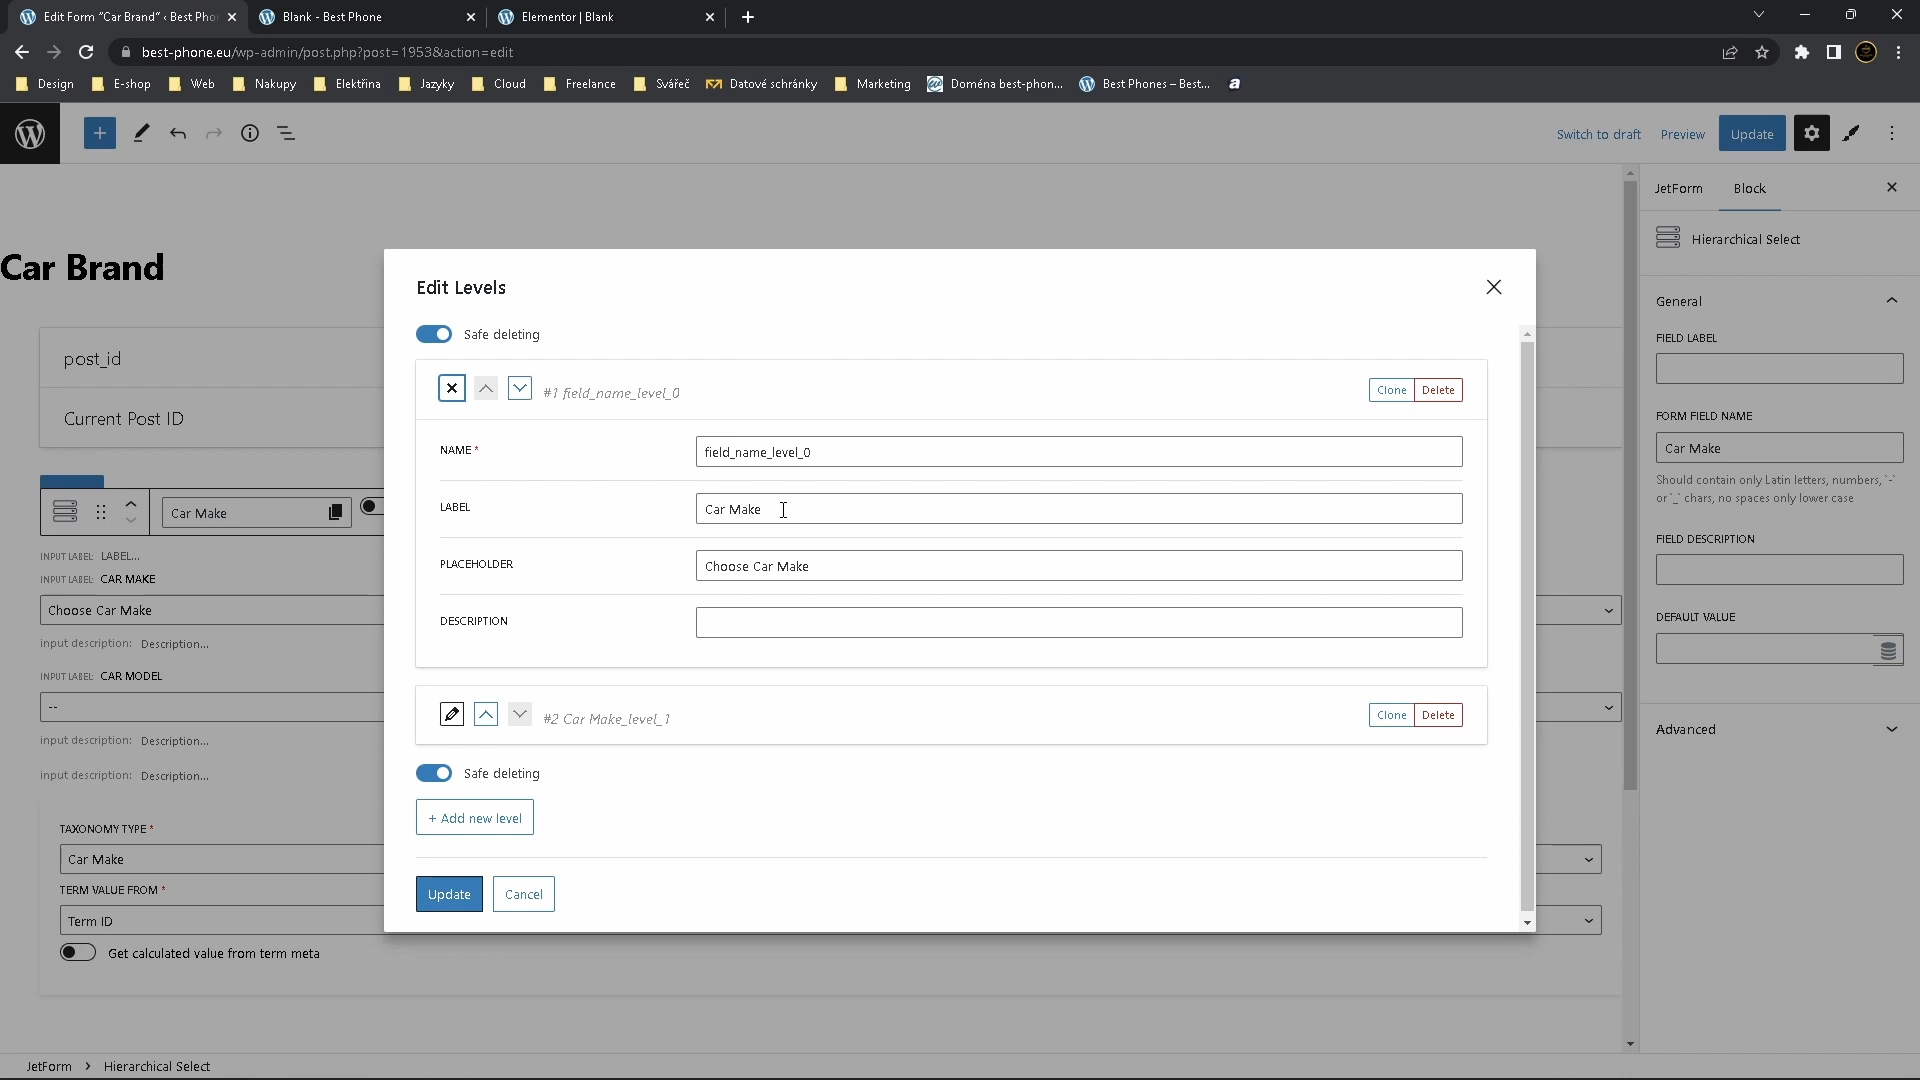 Edit Form "Car Brand" ‹ Best Pho
Blank - Best Phone
Elementor | Blank
best-phone.eu/wp-admin/post.php?post=1953&action=edit
Design
E-shop
Web
Nakupy
Elektřina
Jazyky
Cloud
Freelance
Svářeč
Datové schránky
Marketing
Doména best-phon...
Best Phones – Best...
Switch to draft
Preview
Update
JetForm
Block
Hierarchical Select
General
FIELD LABEL
FORM FIELD NAME
Car Make
Should contain only Latin letters, numbers, `-`
or `_` chars, no spaces only lower case
FIELD DESCRIPTION
DEFAULT VALUE
Advanced
Car Brand
post_id
Current Post ID
Car Make
INPUT LABEL: LABEL...
INPUT LABEL: CAR MAKE
Choose Car Make
input description: Description...
INPUT LABEL: CAR MODEL
--
input description: Description...
input description: Description...
TAXONOMY TYPE *
Car Make
TERM VALUE FROM *
Term ID
Get calculated value from term meta
Edit Levels
Safe deleting
#1 field_name_level_0
Clone
Delete
NAME *
field_name_level_0
LABEL
Car Make
PLACEHOLDER
Choose Car Make
DESCRIPTION
#2 Car Make_level_1
Clone
Delete
Safe deleting
+ Add new level
Update
Cancel
JetForm
Hierarchical Select